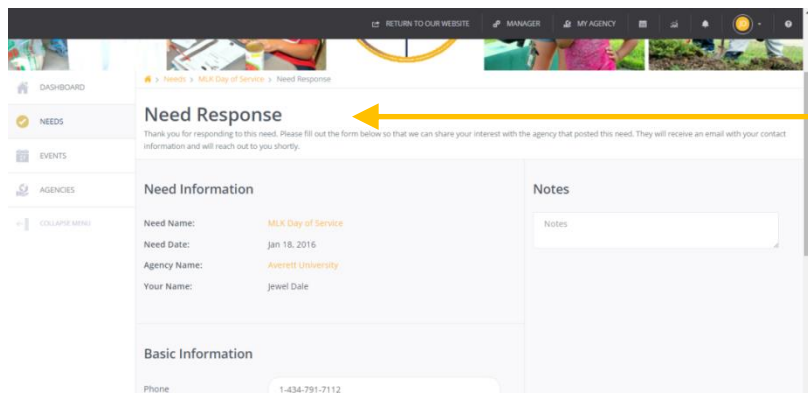 RETURN TO OUR WEBSITE MANAGER MY AGENCY
DASHBOARD
NEEDS
EVENTS
AGENCIES
COLLAPSE MENU
> Needs > MLK Day of Service > Need Response
Need Response
Thank you for responding to this need. Please fill out the form below so that we can share your interest with the agency that posted this need. They will receive an email with your contact
information and will reach out to you shortly.
Need Information
Need Name: MLK Day of Service
Need Date: Jan 18, 2016
Agency Name: Averett University
Your Name: Jewel Dale
Notes
Notes
Basic Information
Phone 1-434-791-7112